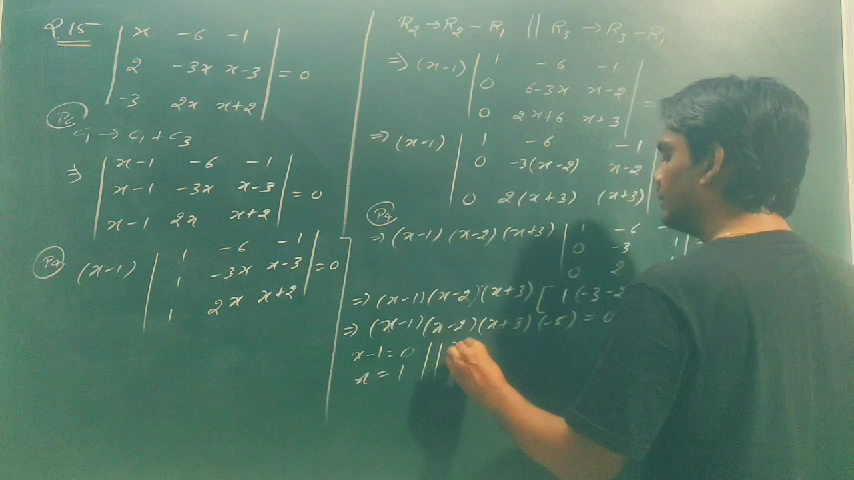 Q.15 | x -6 -1 |
| 2 -3x x-3 | = 0
| -3 2x x+2 |
C1 → C1 + C3
⇒ | x-1 -6 -1 |
| x-1 -3x x-3 | = 0
| x-1 2x x+2 |
(x-1) | 1 -6 -1 |
| 1 -3x x-3 | = 0
| 1 2x x+2 |
R2 → R2 - R1 || R3 → R3 - R1
⇒ (x-1) | 1 -6 -1 |
| 0 6-3x x-2 | =
| 0 2x+6 x+3 |
⇒ (x-1) | 1 -6 -1
| 0 -3(x-2) x-2 |
| 0 2(x+3) (x+3) |
⇒ (x-1) (x-2) (x+3) | 1 -6 -1
| 0 -3 1
| 0 2
⇒ (x-1)(x-2)(x+3) [ 1(-3-2
⇒ (x-1)(x-2)(x+3)(-5) = 0
x-1 = 0 ||
x = 1 ||